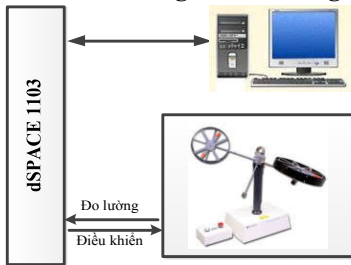 dSPACE 1103
Đo lường
Điều khiển